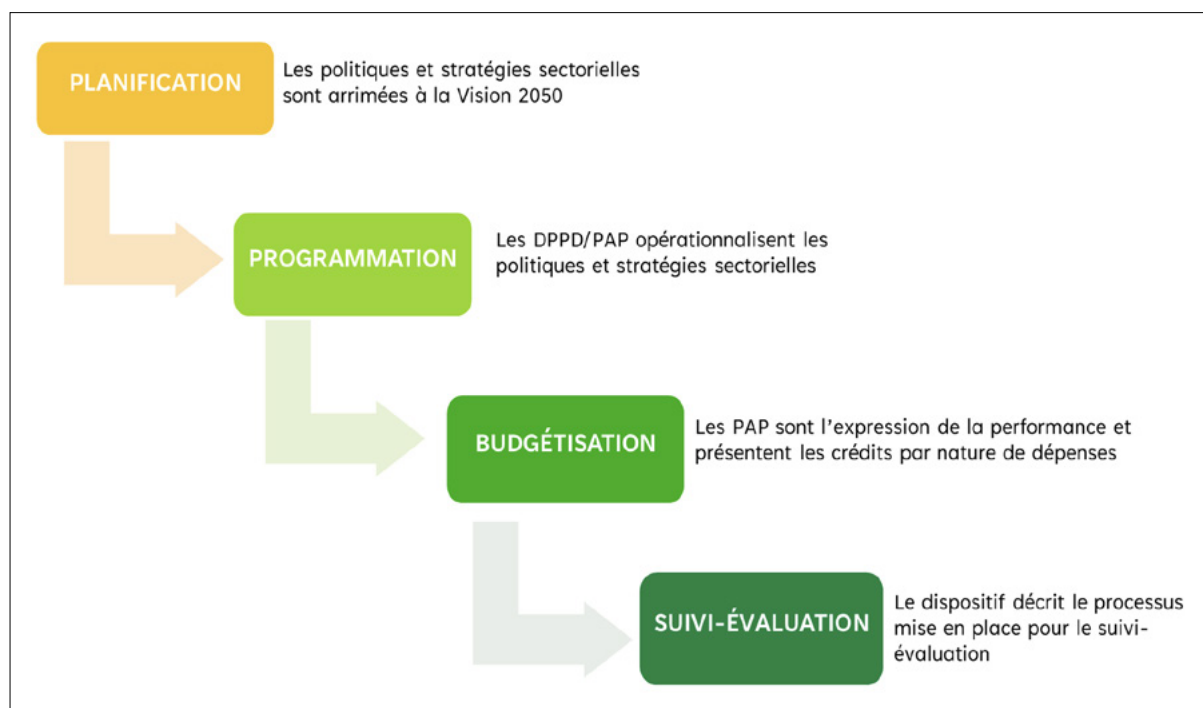 PLANIFICATION
Les politiques et stratégies sectorielles
sont arrimées à la Vision 2050
PROGRAMMATION
Les DPPD/PAP opérationnalisent les
politiques et stratégies sectorielles
BUDGÉTISATION
Les PAP sont l'expression de la performance et
présentent les crédits par nature de dépenses
SUIVI-ÉVALUATION
Le dispositif décrit le processus
mise en place pour le suivi-
évaluation